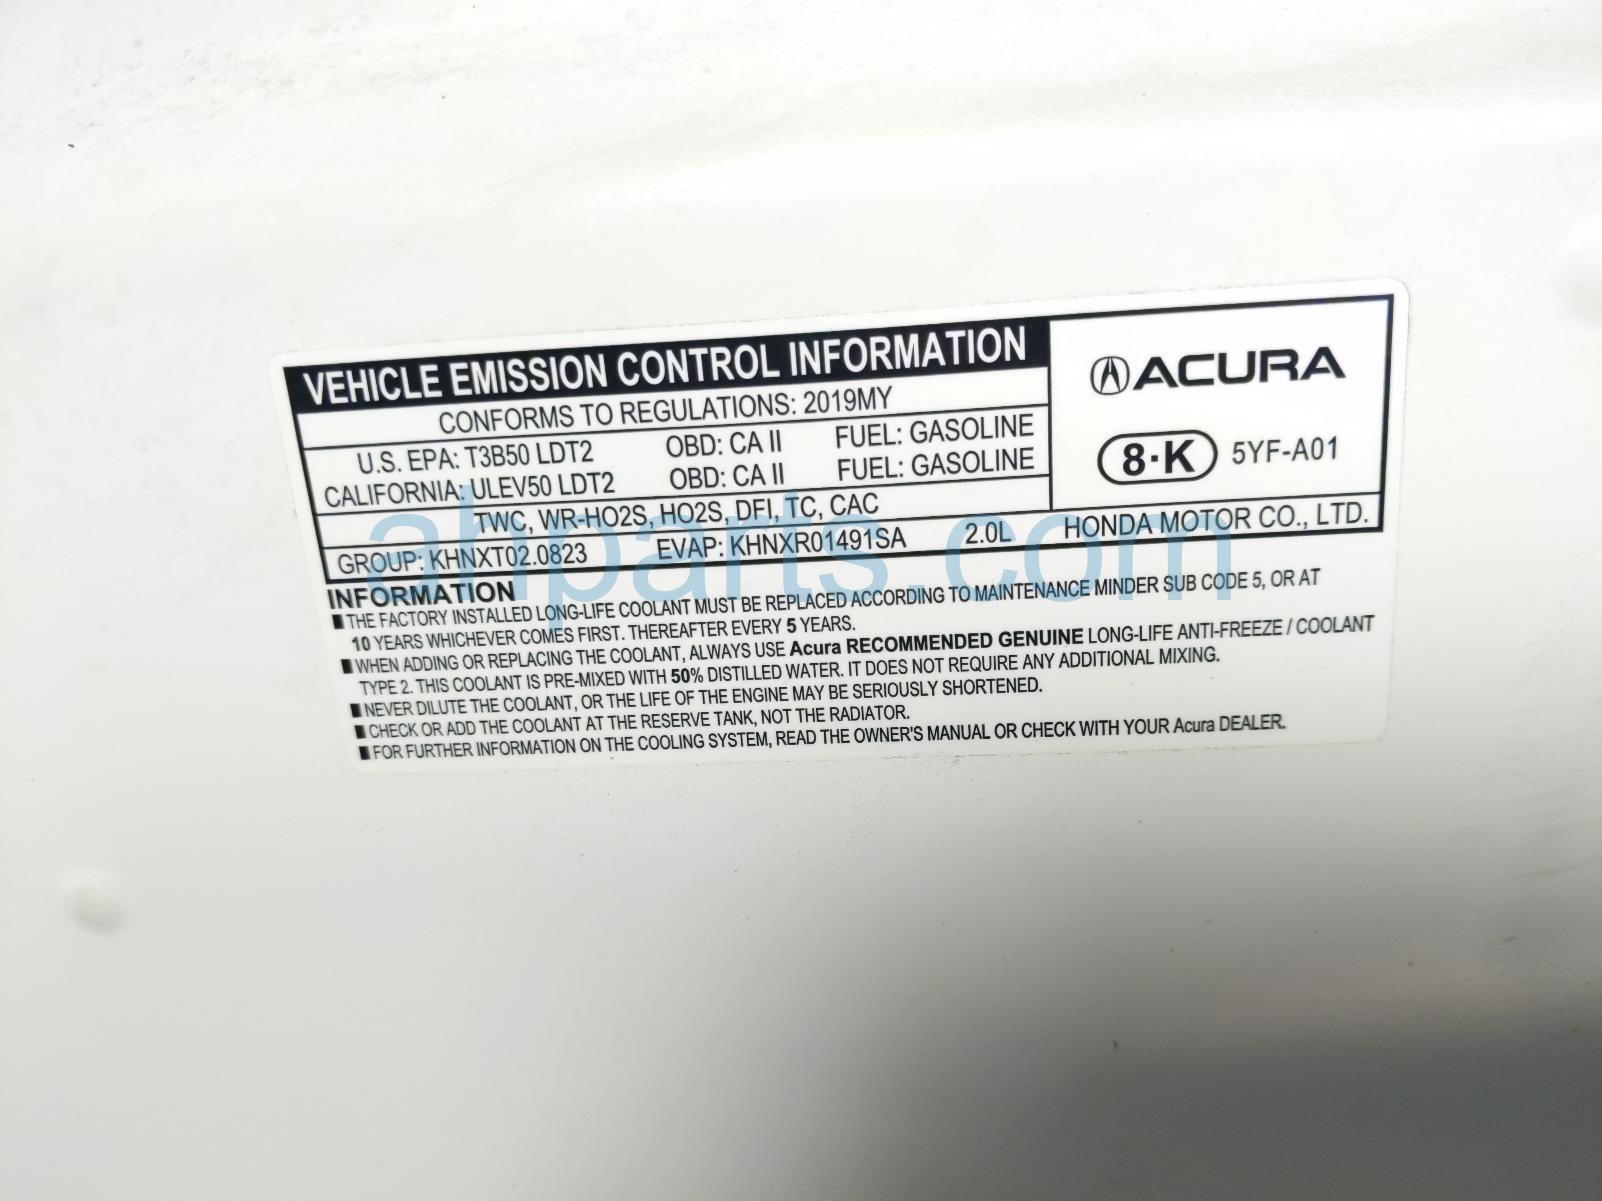 VEHICLE EMISSION CONTROL INFORMATION
CONFORMS TO REGULATIONS: 2019MY
U.S. EPA: T3B50 LDT2 OBD: CA II FUEL: GASOLINE
CALIFORNIA: ULEV50 LDT2 OBD: CA II FUEL: GASOLINE
TWC, WR-HO2S, HO2S, DFI, TC, CAC
GROUP: KHNXT02.0823 EVAP: KHNXR01491SA 2.0L HONDA MOTOR CO., LTD.
ACURA
8·K 5YF-A01
INFORMATION
THE FACTORY INSTALLED LONG-LIFE COOLANT MUST BE REPLACED ACCORDING TO MAINTENANCE MINDER SUB CODE 5, OR AT
10 YEARS WHICHEVER COMES FIRST. THEREAFTER EVERY 5 YEARS.
WHEN ADDING OR REPLACING THE COOLANT, ALWAYS USE Acura RECOMMENDED GENUINE LONG-LIFE ANTI-FREEZE / COOLANT
TYPE 2. THIS COOLANT IS PRE-MIXED WITH 50% DISTILLED WATER. IT DOES NOT REQUIRE ANY ADDITIONAL MIXING.
NEVER DILUTE THE COOLANT, OR THE LIFE OF THE ENGINE MAY BE SERIOUSLY SHORTENED.
CHECK OR ADD THE COOLANT AT THE RESERVE TANK, NOT THE RADIATOR.
FOR FURTHER INFORMATION ON THE COOLING SYSTEM, READ THE OWNER'S MANUAL OR CHECK WITH YOUR Acura DEALER.
ahparts.com